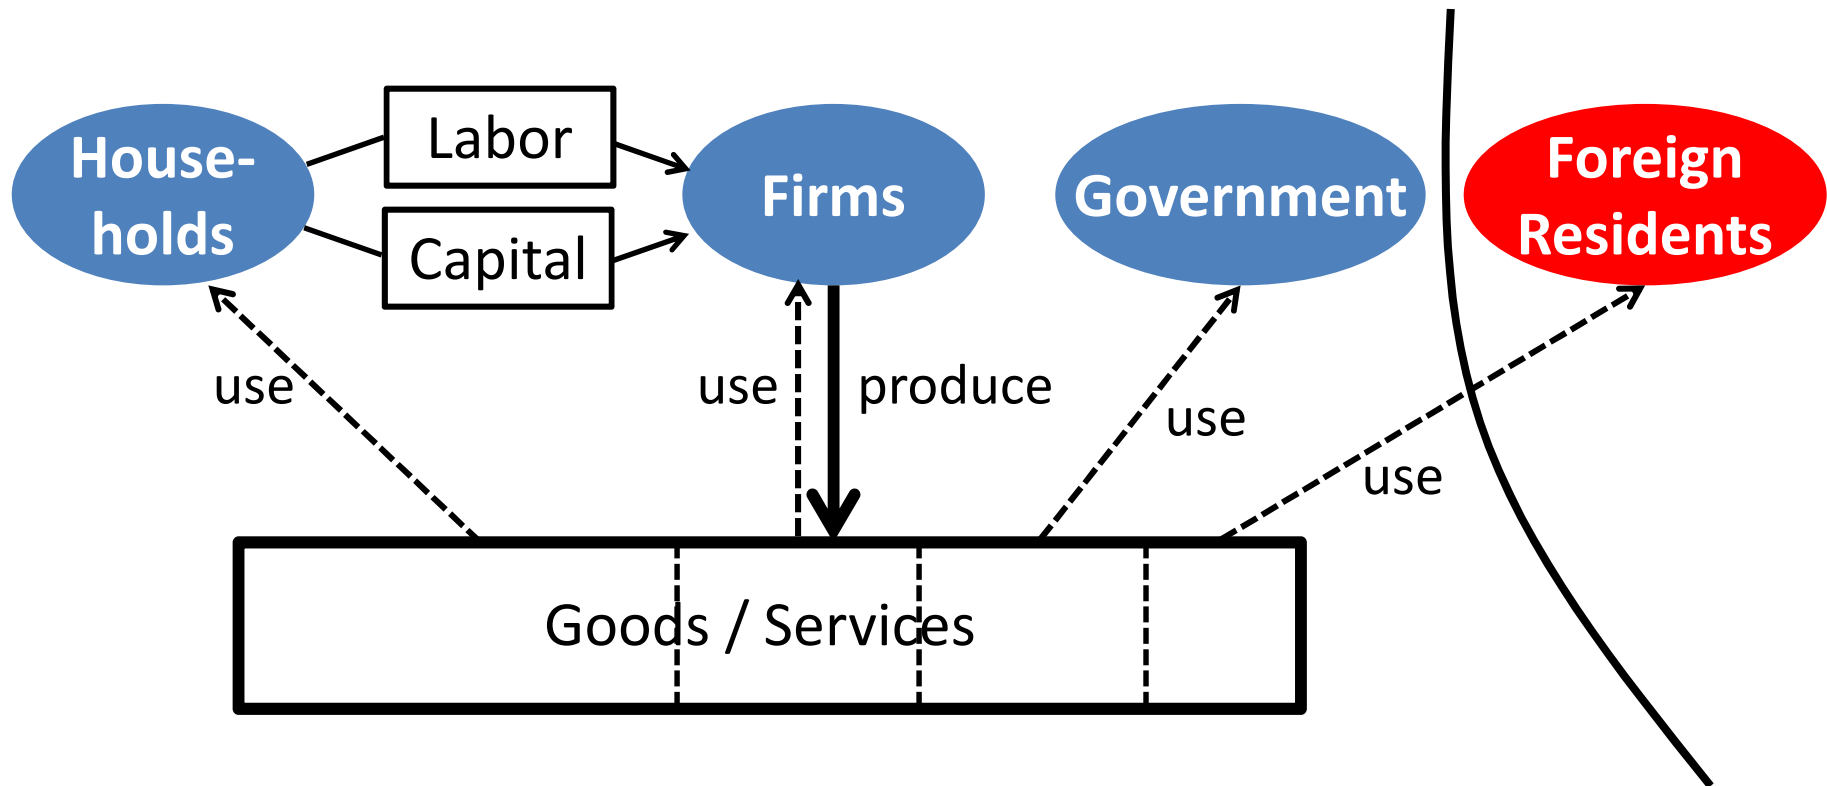 House-
holds
Labor
Capital
Firms
Government
Foreign
Residents
use
use
produce
use
use
Goods / Services